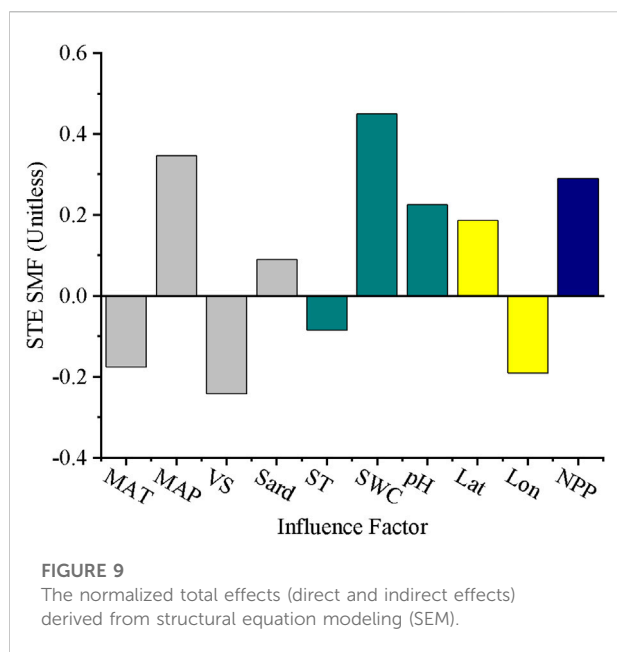 0.6
0.4
0.2
0.0
-0.2
-0.4
STE SMF (Unitless)
MAT MAP VS Sard ST SWC pH Lat Lon NPP
Influence Factor
FIGURE 9
The normalized total effects (direct and indirect effects)
derived from structural equation modeling (SEM).